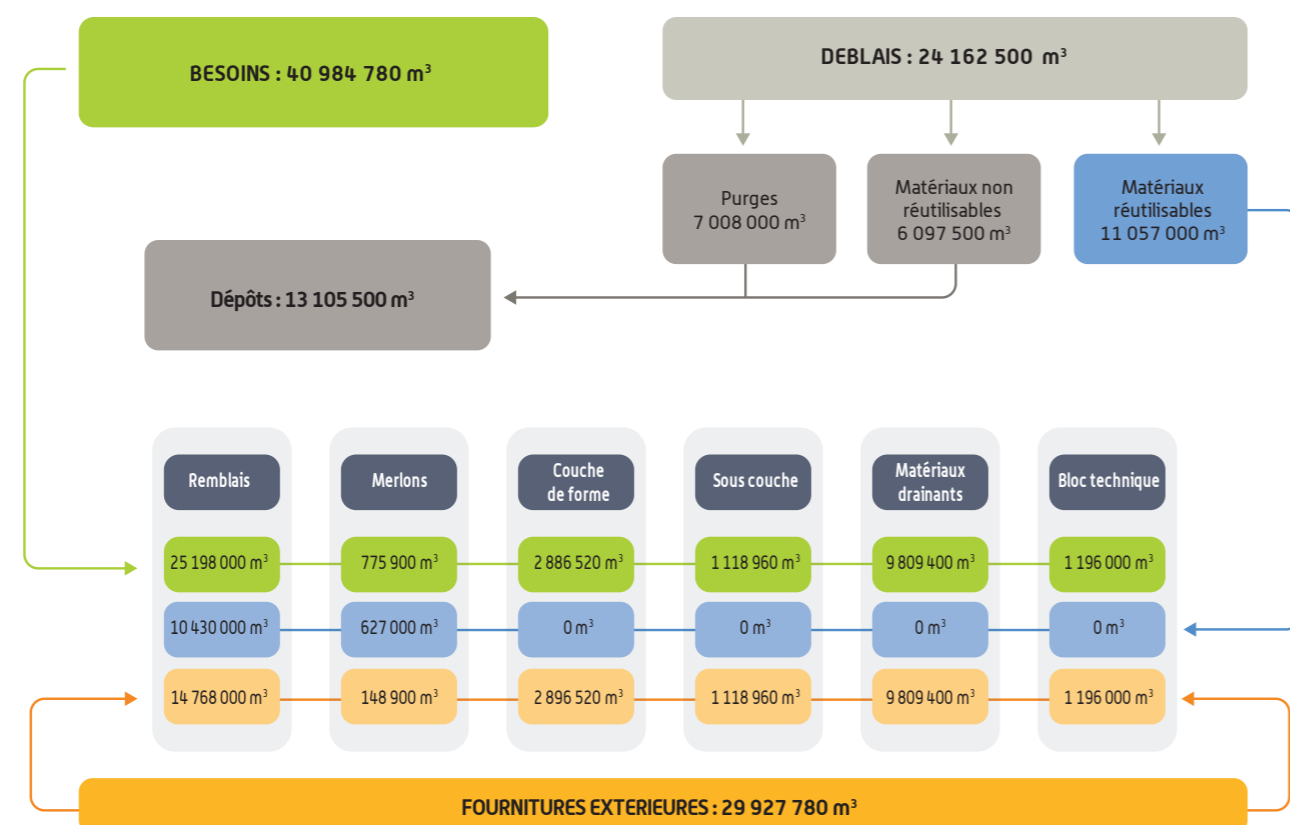 BESOINS : 40 984 780 m³
DEBLAIS : 24 162 500 m³
Purges
7 008 000 m³
Matériaux non
réutilisables
6 097 500 m³
Matériaux
réutilisables
11 057 000 m³
Dépôts : 13 105 500 m³
Remblais
Merlons
Couche
de forme
Sous couche
Matériaux
drainants
Bloc technique
25 198 000 m³
775 900 m³
2 886 520 m³
1 118 960 m³
9 809 400 m³
1 196 000 m³
10 430 000 m³
627 000 m³
0 m³
0 m³
0 m³
0 m³
14 768 000 m³
148 900 m³
2 896 520 m³
1 118 960 m³
9 809 400 m³
1 196 000 m³
FOURNITURES EXTERIEURES : 29 927 780 m³